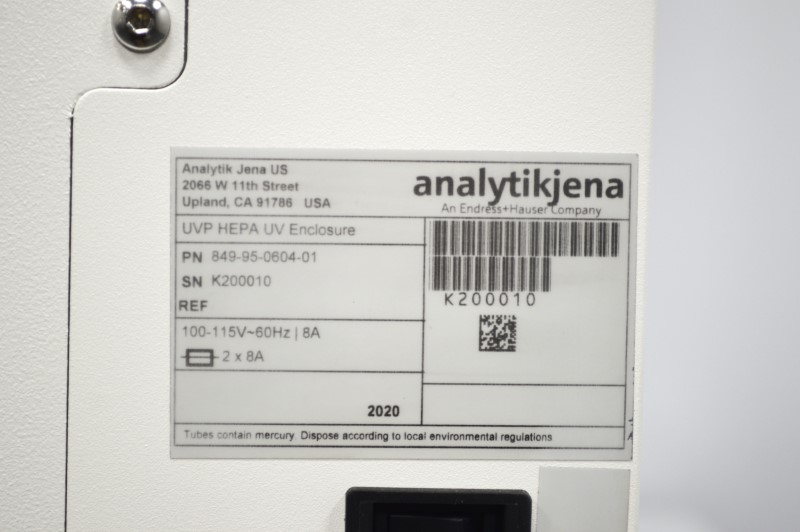 Analytik Jena US
2066 W 11th Street
Upland, CA 91786 USA
analytikjena
An Endress+Hauser Company
UVP HEPA UV Enclosure
PN 849-95-0604-01
SN K200010
REF
K200010
100-115V~60Hz | 8A
2 x 8A
2020
Tubes contain mercury. Dispose according to local environmental regulations